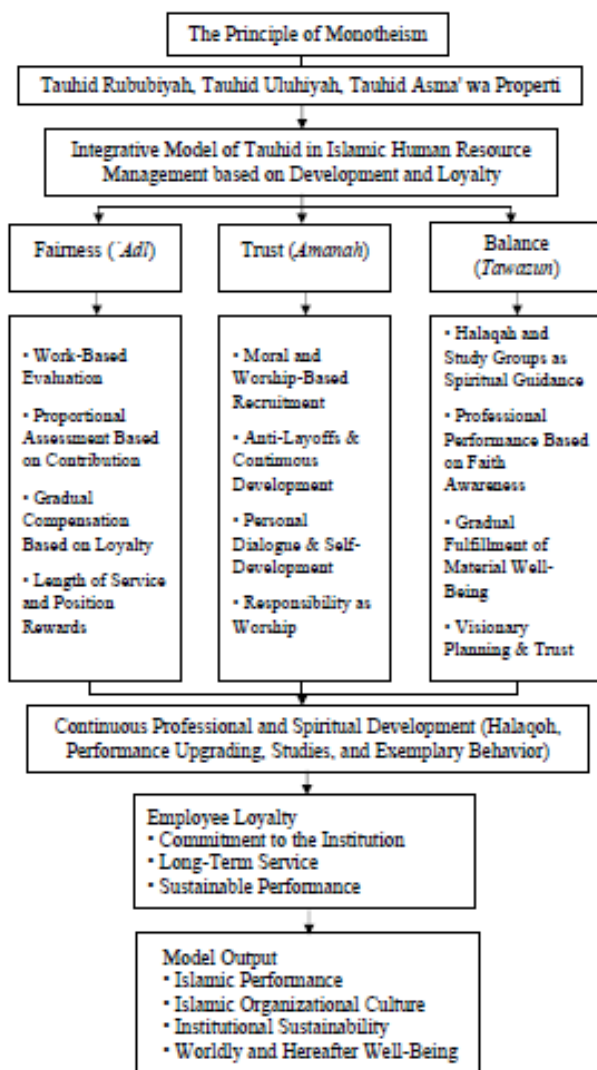 The Principle of Monotheism
Tauhid Rububiyah, Tauhid Uluhiyah, Tauhid Asma' wa Properti
Integrative Model of Tauhid in Islamic Human Resource
Management based on Development and Loyalty
Fairness (`Adl)
Trust (Amanah)
Balance
(Tawazun)
• Work-Based
Evaluation
• Proportional
Assessment Based
on Contribution
• Gradual
Compensation
Based on Loyalty
• Length of Service
and Position
Rewards
• Moral and
Worship-Based
Recruitment
• Anti-Layoffs &
Continuous
Development
• Personal
Dialogue & Self-
Development
• Responsibility as
Worship
• Halaqah and
Study Groups as
Spiritual Guidance
• Professional
Performance Based
on Faith
Awareness
• Gradual
Fulfillment of
Material Well-
Being
• Visionary
Planning & Trust
Continuous Professional and Spiritual Development (Halaqoh,
Performance Upgrading, Studies, and Exemplary Behavior)
Employee Loyalty
• Commitment to the Institution
• Long-Term Service
• Sustainable Performance
Model Output
• Islamic Performance
• Islamic Organizational Culture
• Institutional Sustainability
• Worldly and Hereafter Well-Being